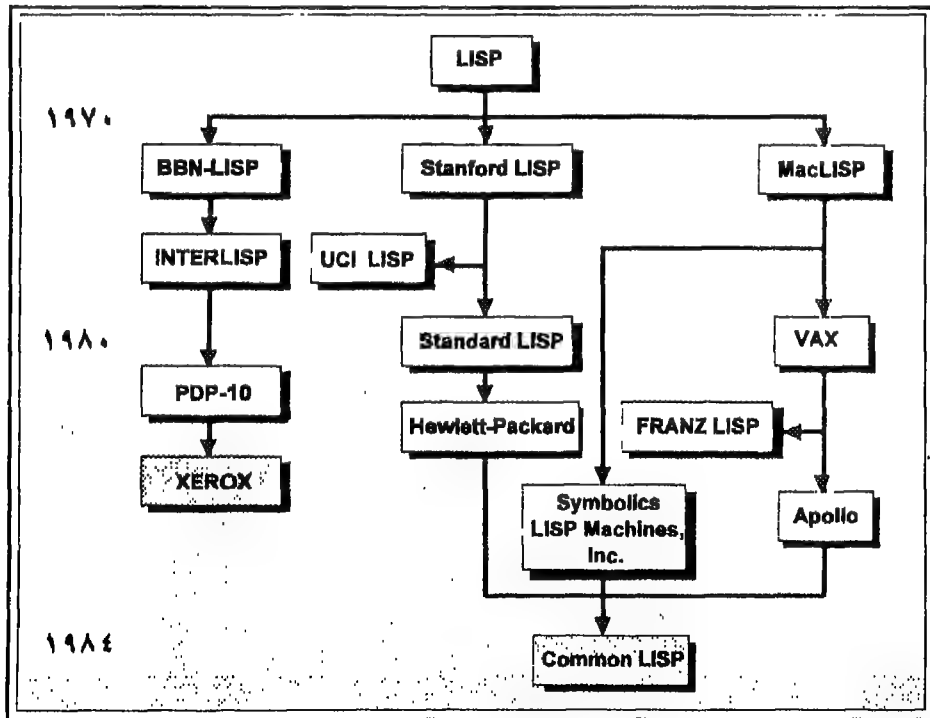 LISP
١٩٧٠
BBN-LISP
Stanford LISP
MacLISP
INTERLISP
UCI LISP
١٩٨٠
Standard LISP
VAX
PDP-10
Hewlett-Packard
FRANZ LISP
XEROX
Symbolics
LISP Machines,
Inc.
Apollo
١٩٨٤
Common LISP